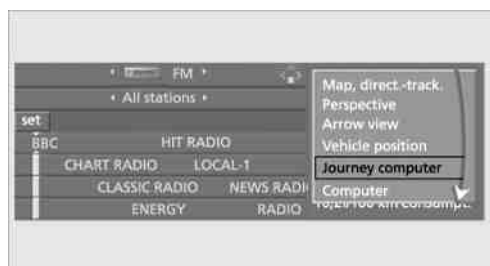 FM
All stations
set
BBC HIT RADIO
CHART RADIO LOCAL-1
CLASSIC RADIO NEWS RADI
ENERGY RADIO
Map, direct.-track.
Perspective
Arrow view
Vehicle position
Journey computer
Computer